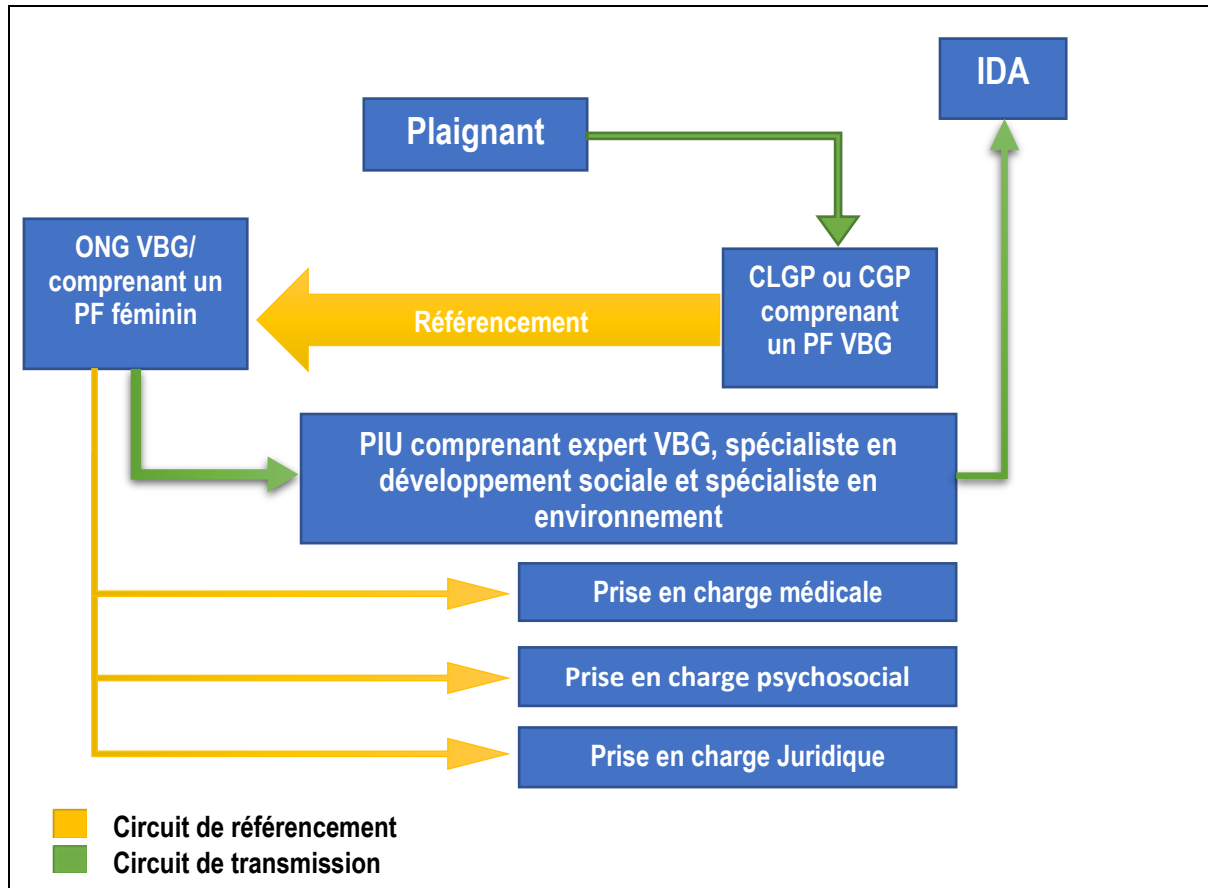 IDA
Plaignant
ONG VBG/
comprenant un
PF féminin
CLGP ou CGP
comprenant
un PF VBG
Référencement
PIU comprenant expert VBG, spécialiste en
développement sociale et spécialiste en
environnement
Prise en charge médicale
Prise en charge psychosocial
Prise en charge Juridique
Circuit de référencement
Circuit de transmission